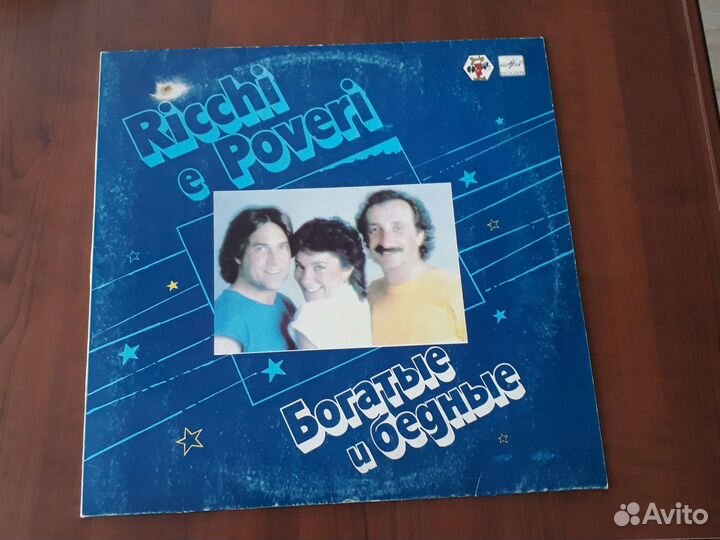 Ricchi
e Poveri
Богатые
и бедные
Avito